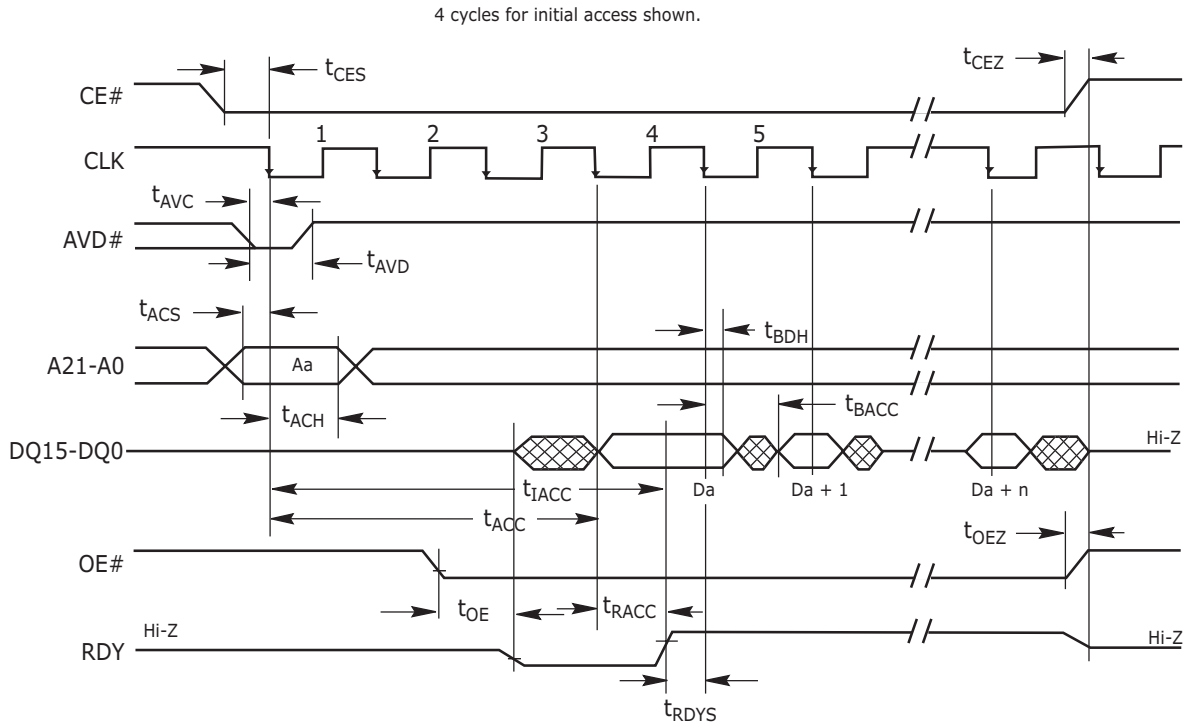 4 cycles for initial access shown.
tCES
tCEZ
CE#
1 2 3 4 5
CLK
tAVC
AVD#
tAVD
tACS
tBDH
A21-A0
Aa
tACH
tBACC
DQ15-DQ0
Hi-Z
tIACC
Da
Da + 1
Da + n
tACC
tOEZ
OE#
tOE
tRACC
Hi-Z
Hi-Z
RDY
tRDYS